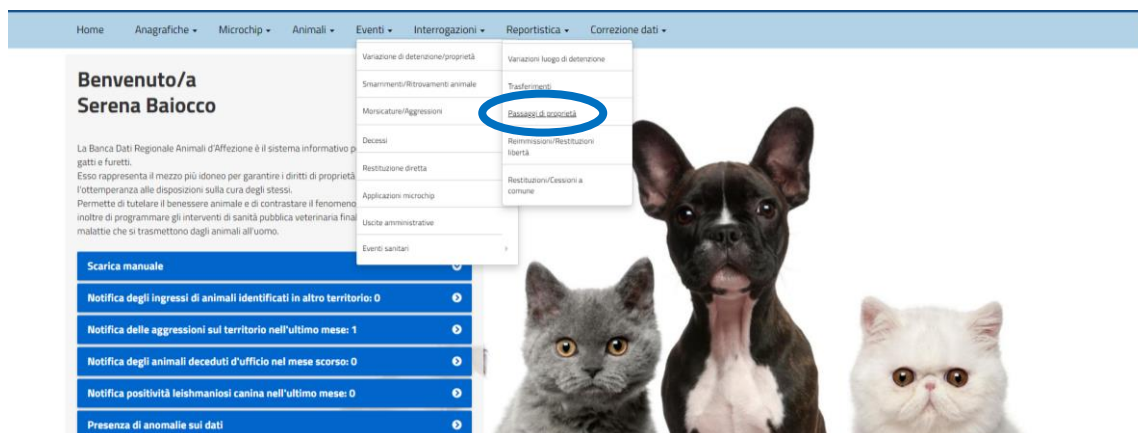 Home Anagrafiche Microchip Animali Eventi Interrogazioni Reportistica Correzione dati
Benvenuto/a
Serena Baiocco
La Banca Dati Regionale Animali d'Affezione è il sistema informativo p
gatti e furetti.
Esso rappresenta il mezzo più idoneo per garantire i diritti di proprietà
l'ottemperanza alle disposizioni sulla cura degli stessi.
Permette di tutelare il benessere animale e di contrastare il fenomeno
inoltre di programmare gli interventi di sanità pubblica veterinaria final
malattie che si trasmettono dagli animali all'uomo.
Scarica manuale
Notifica degli ingressi di animali identificati in altro territorio: 0
Notifica delle aggressioni sul territorio nell'ultimo mese: 1
Notifica degli animali deceduti d'ufficio nel mese scorso: 0
Notifica positività leishmaniosi canina nell'ultimo mese: 0
Presenza di anomalie sui dati
Variazione di detenzione/proprietà
Smarrimenti/Ritrovamenti animale
Morsicature/Aggressioni
Decessi
Restituzione diretta
Applicazioni microchip
Uscite amministrative
Eventi sanitari
Variazioni luogo di detenzione
Trasferimenti
Passaggi di proprietà
Reimmissioni/Restituzioni
libertà
Restituzioni/Cessioni a
comune